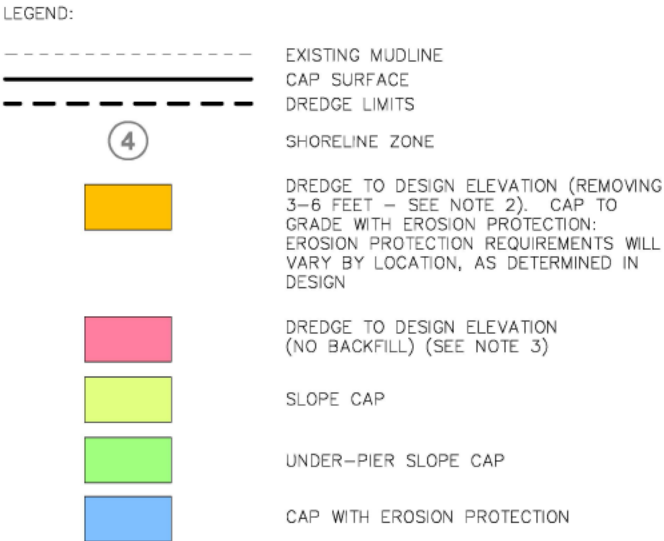 LEGEND:
EXISTING MUDLINE
CAP SURFACE
DREDGE LIMITS
4
SHORELINE ZONE
DREDGE TO DESIGN ELEVATION (REMOVING
3-6 FEET - SEE NOTE 2). CAP TO
GRADE WITH EROSION PROTECTION:
EROSION PROTECTION REQUIREMENTS WILL
VARY BY LOCATION, AS DETERMINED IN
DESIGN
DREDGE TO DESIGN ELEVATION
(NO BACKFILL) (SEE NOTE 3)
SLOPE CAP
UNDER-PIER SLOPE CAP
CAP WITH EROSION PROTECTION